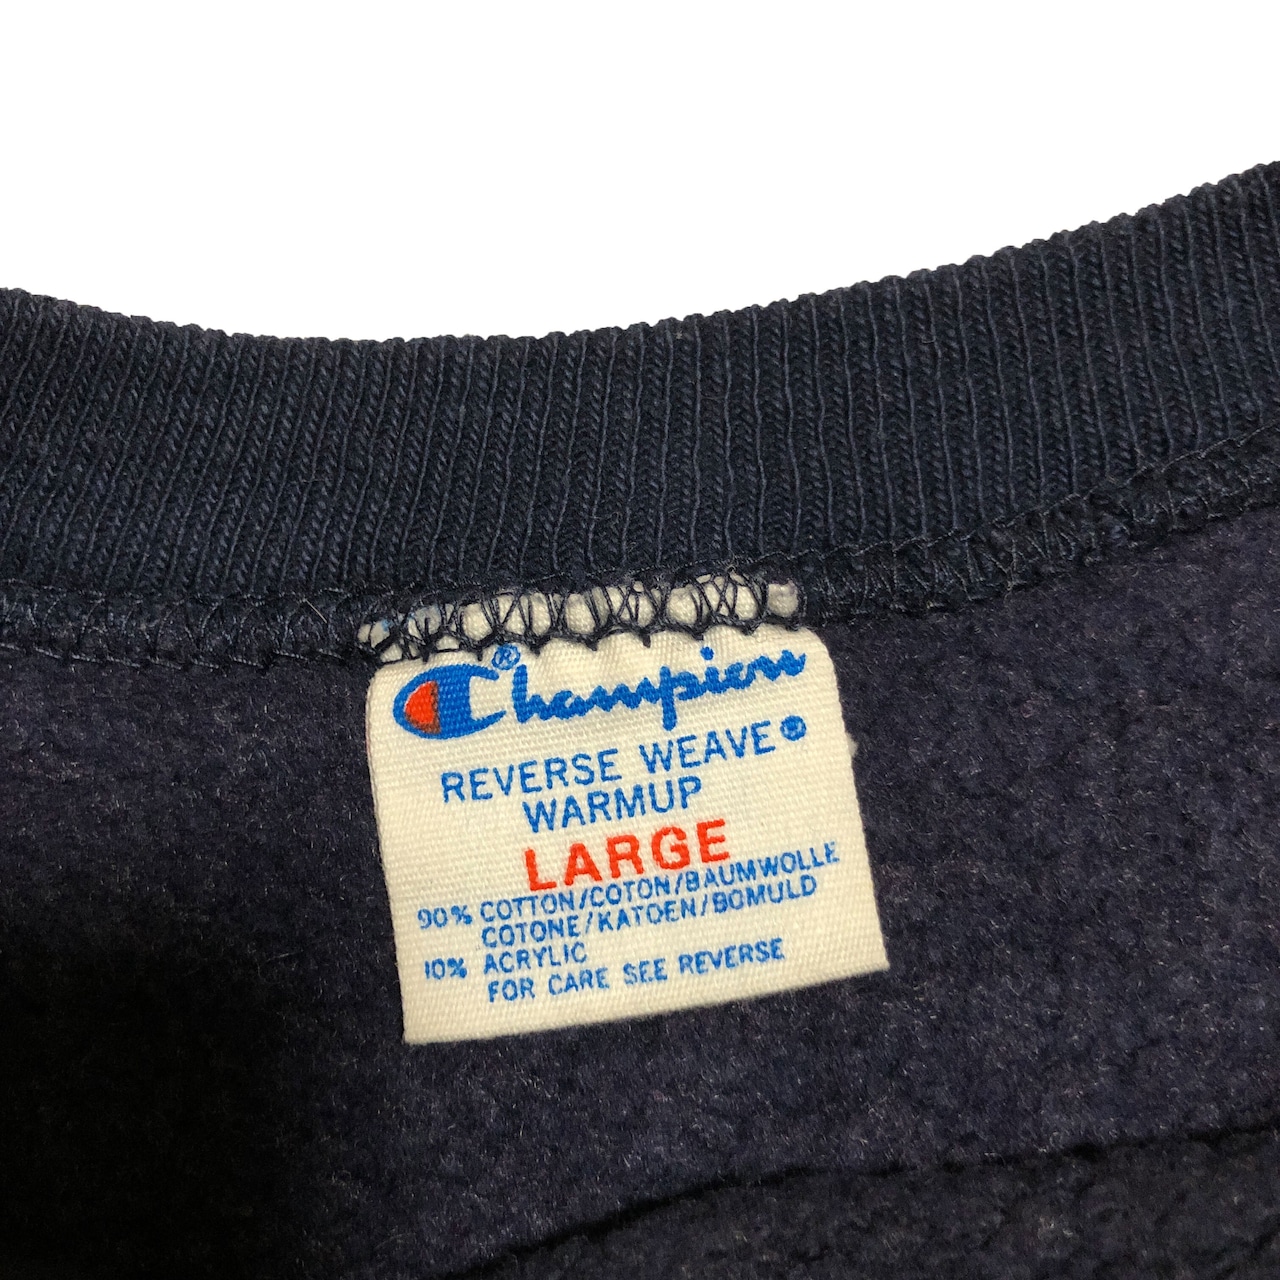 Champion®
REVERSE WEAVE®
WARMUP
LARGE
90% COTTON/COTON/BAUMWOLLE
COTONE/KATOEN/BOMULD
10% ACRYLIC
FOR CARE SEE REVERSE